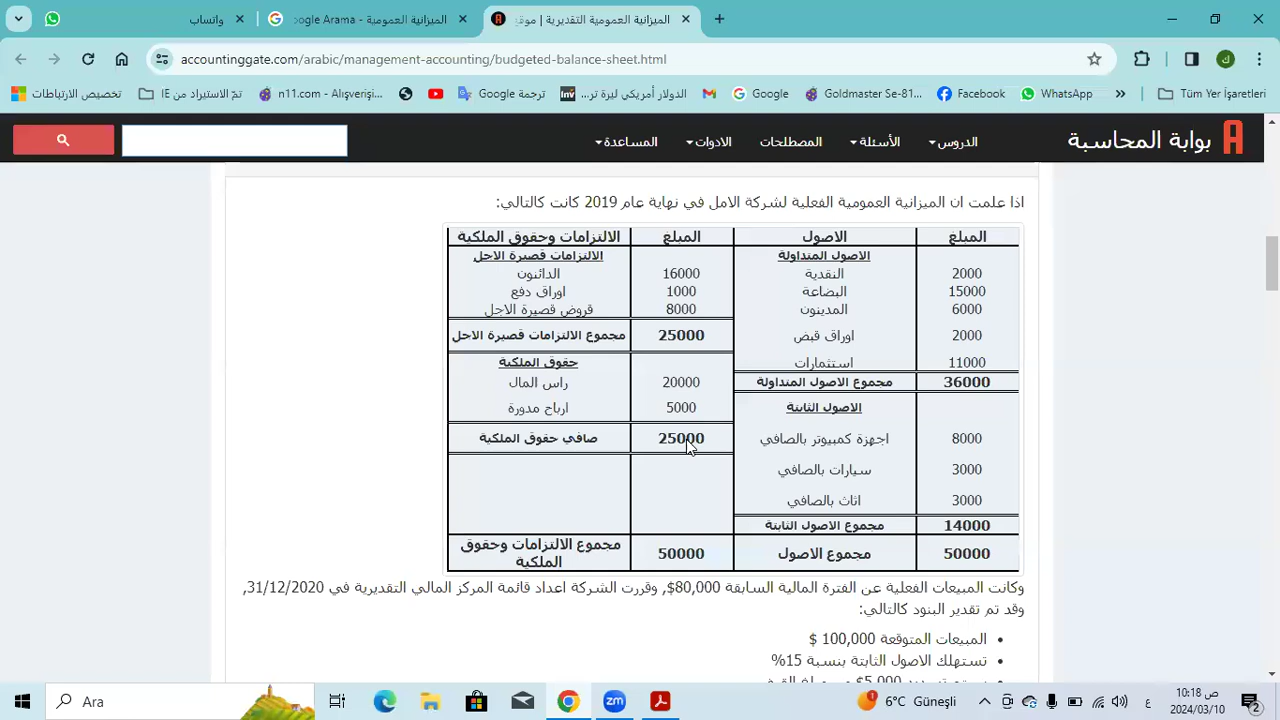 واتساب
الميزانية العمومية - Google Arama
الميزانية العمومية التقديرية | موقع
accountinggate.com/arabic/management-accounting/budgeted-balance-sheet.html
تخصيص الارتباطات
تمّ الاستيراد من IE
n11.com - Alışverişi...
ترجمة Google
الدولار أمريكي ليرة تر...
Google
Goldmaster Se-81...
Facebook
WhatsApp
Tüm Yer İşaretleri
بوابة المحاسبة
الدروس
الأسئلة
المصطلحات
الادوات
المساعدة
اذا علمت ان الميزانية العمومية الفعلية لشركة الامل في نهاية عام 2019 كانت كالتالي:
المبلغ الاصول المبلغ الالتزامات وحقوق الملكية
الاصول المتداولة الالتزامات قصيرة الاجل
2000 النقدية 16000 الدائنون
15000 البضاعة 1000 اوراق دفع
6000 المدينون 8000 قروض قصيرة الاجل
2000 اوراق قبض 25000 مجموع الالتزامات قصيرة الاجل
11000 استثمارات حقوق الملكية
36000 مجموع الاصول المتداولة 20000 راس المال
الاصول الثابتة 5000 ارباح مدورة
8000 اجهزة كمبيوتر بالصافي 25000 صافي حقوق الملكية
3000 سيارات بالصافي
3000 اثاث بالصافي
14000 مجموع الاصول الثابتة
50000 مجموع الاصول 50000 مجموع الالتزامات وحقوق
الملكية
وكانت المبيعات الفعلية عن الفترة المالية السابقة 80,000$, وقررت الشركة اعداد قائمة المركز المالي التقديرية في 31/12/2020,
وقد تم تقدير البنود كالتالي:
المبيعات المتوقعة 100,000 $
تستهلك الاصول الثابتة بنسبة 15%
Ara
6°C Güneşli
ع
10:18 ص
2024/03/10
2